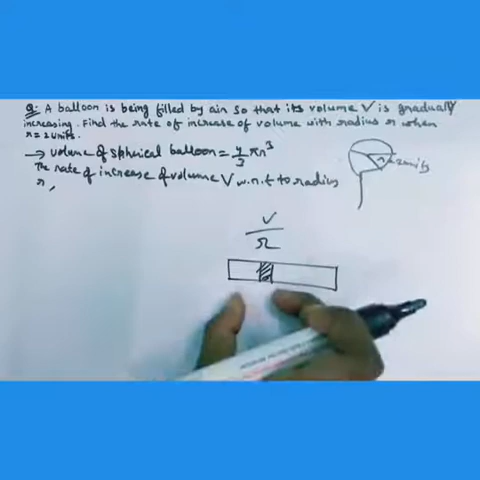 Q: A balloon is being filled by air so that its volume V is gradually
increasing. Find the rate of increase of volume with radius r when
r = 2 units.
→ volume of spherical balloon = 4/3 πr³
The rate of increase of volume V w.r.t to radius
r,
r=2units
V
r